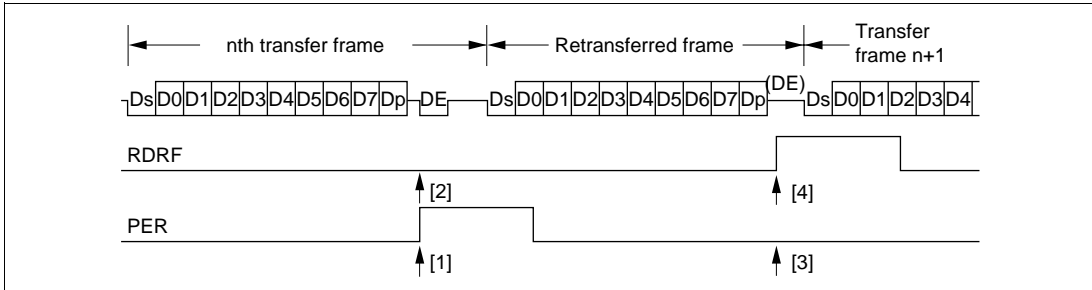 nth transfer frame Retransferred frame Transfer
frame n+1
Ds D0 D1 D2 D3 D4 D5 D6 D7 Dp DE Ds D0 D1 D2 D3 D4 D5 D6 D7 Dp (DE) Ds D0 D1 D2 D3 D4
RDRF
[2] [4]
PER
[1] [3]